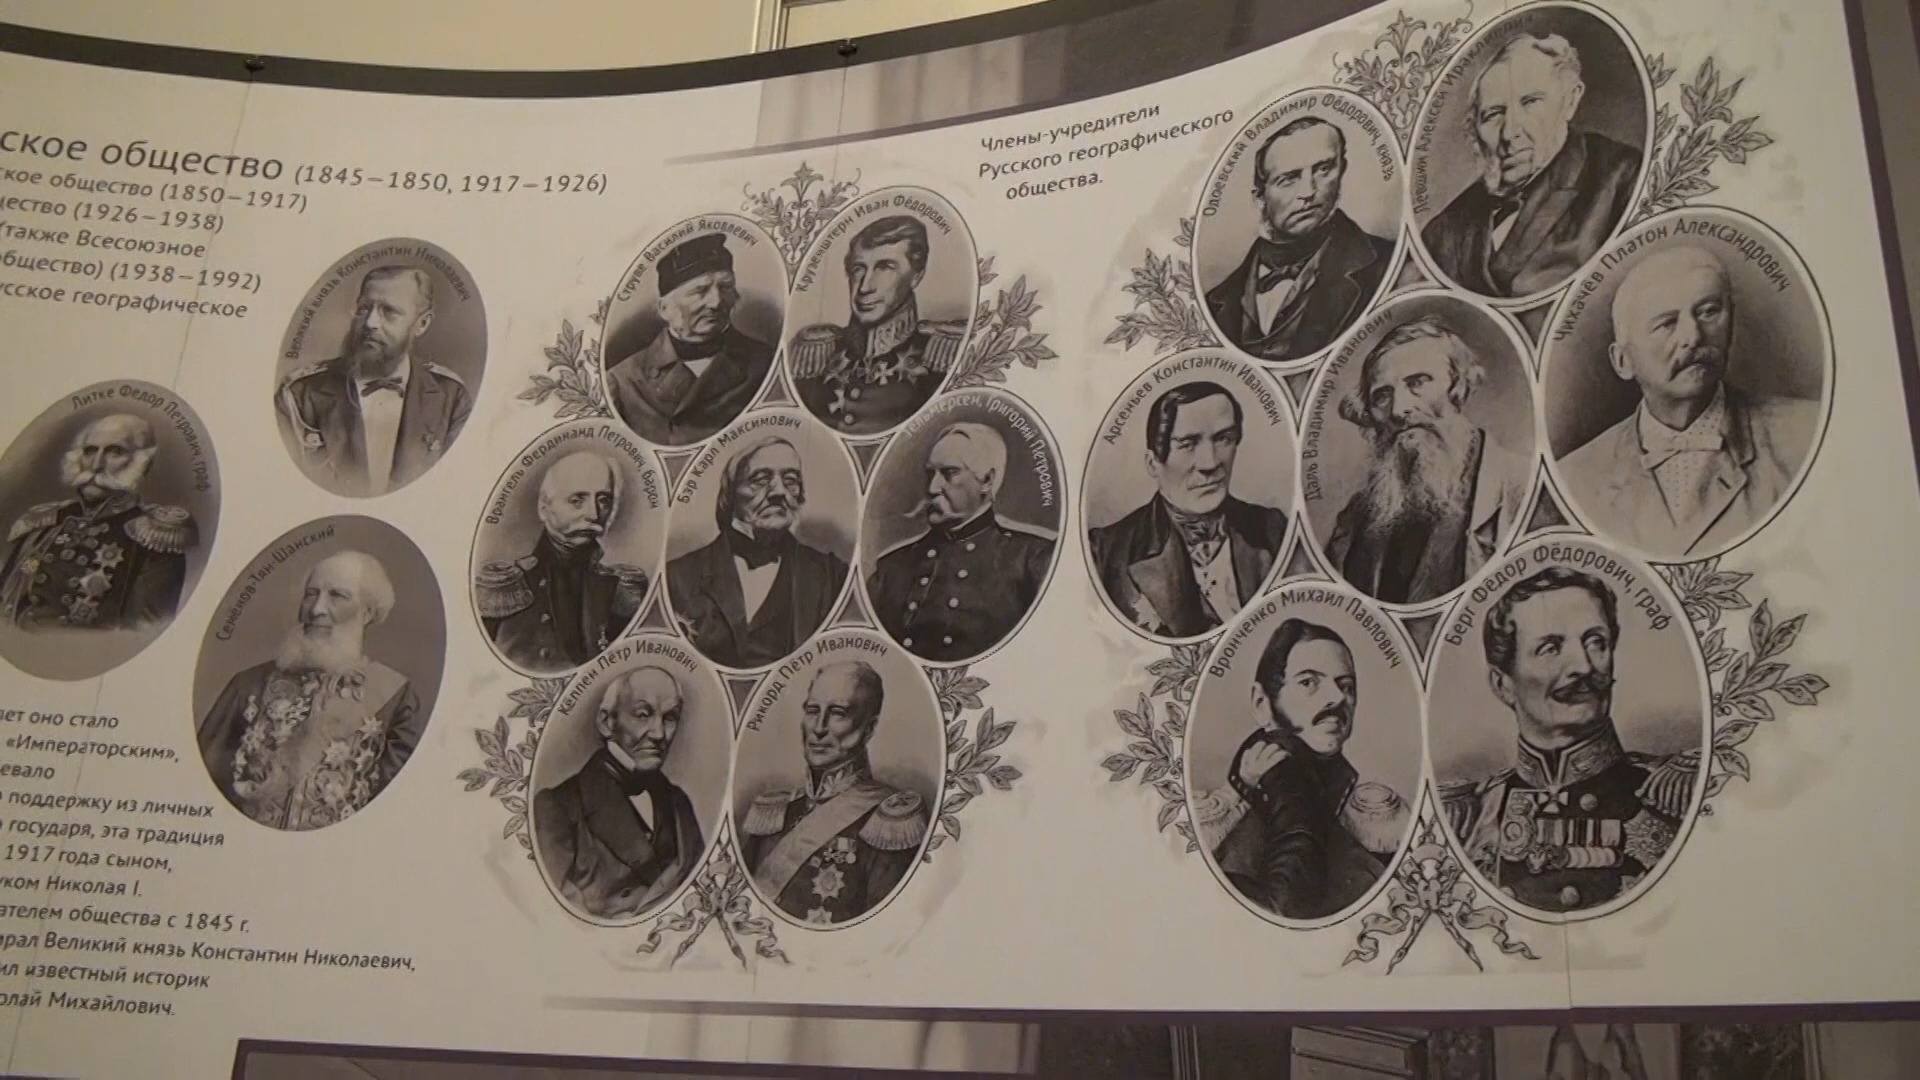 ское общество (1845–1850, 1917–1926)
ское общество (1850–1917)
щество (1926–1938)
(также Всесоюзное
общество) (1938–1992)
усское географическое
Великий князь Константин Николаевич
Литке Федор Петрович, граф
Семенов-Тян-Шанский
лет оно стало
«Императорским»,
евало
поддержку из личных
государя, эта традиция
1917 года сыном,
уком Николая I.
ателем общества с 1845 г.
ирал Великий князь Константин Николаевич,
ил известный историк
олай Михайлович.
Члены-учредители
Русского географического
общества.
Струве Василий Яковлевич
Крузенштерн Иван Фёдорович
Врангель Фердинанд Петрович, барон
Бэр Карл Максимович
Гельмерсен, Григорий Петрович
Кёппен Пётр Иванович
Рикорд Пётр Иванович
Одоевский Владимир Фёдорович, князь
Лёвшин Алексей Ираклиевич
Чихачёв Платон Александрович
Арсеньев Константин Иванович
Даль Владимир Иванович
Вронченко Михаил Павлович
Берг Фёдор Фёдорович, граф